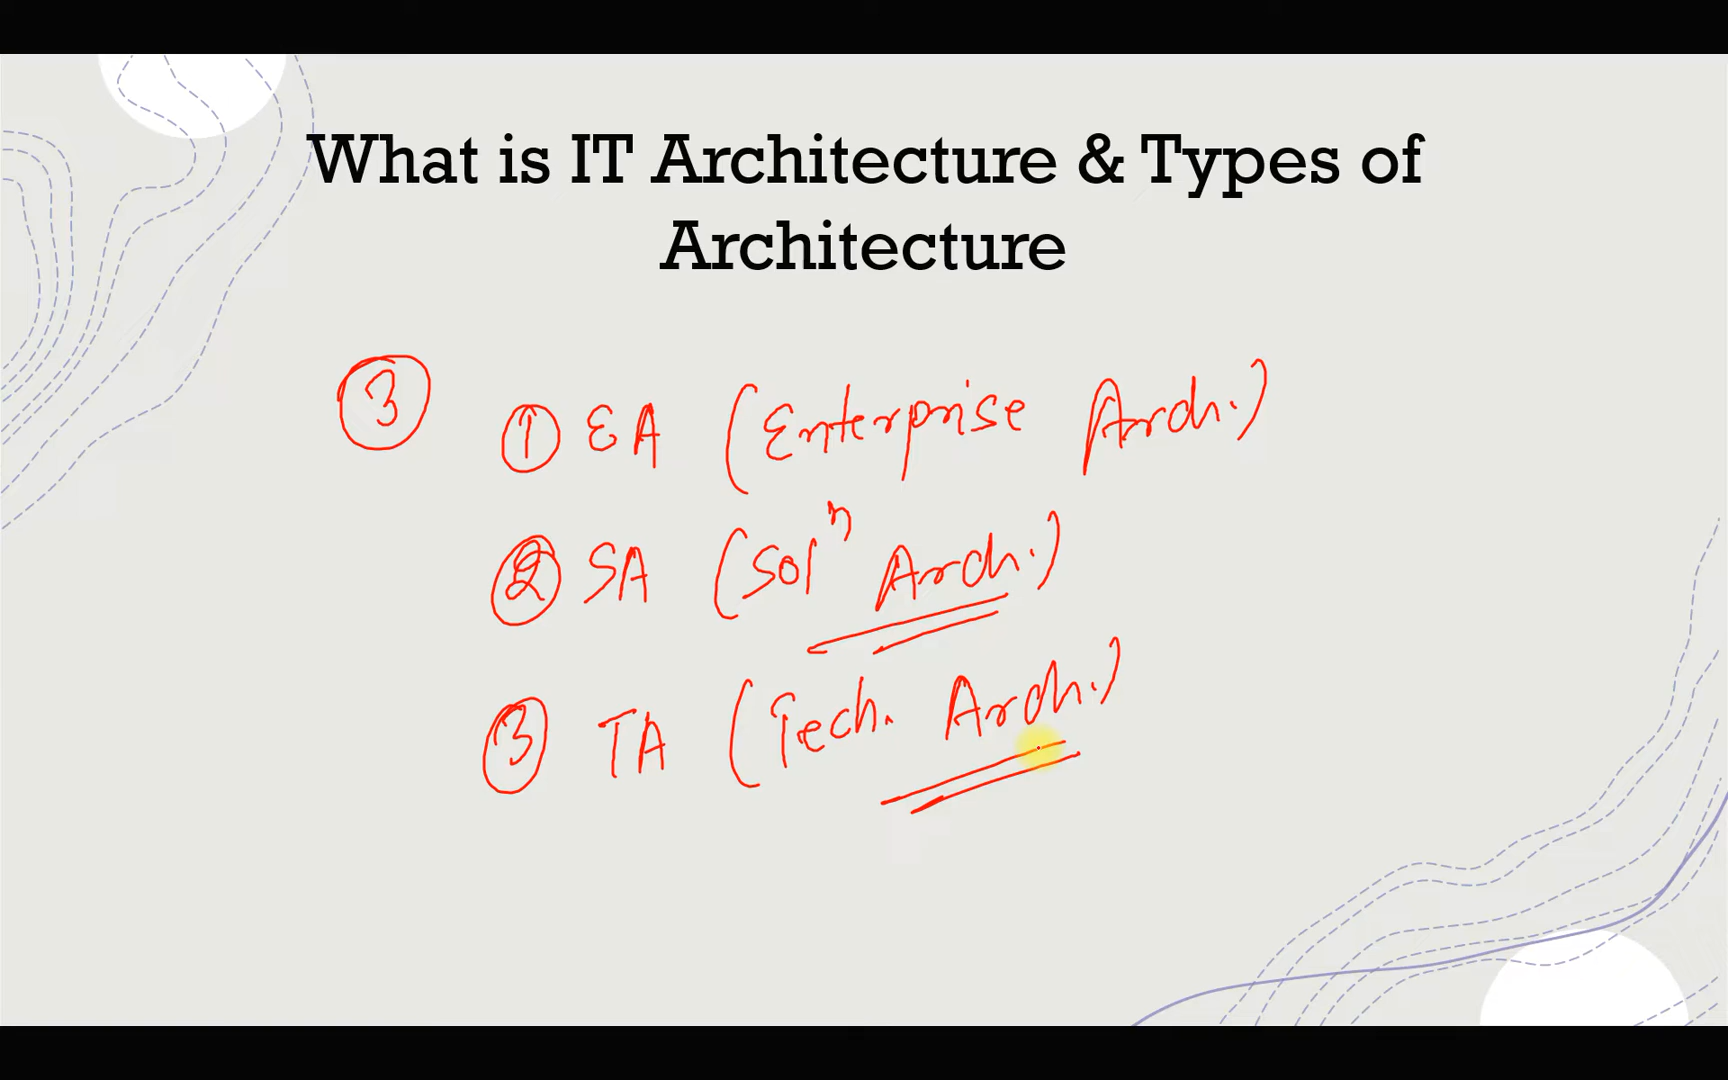 What is IT Architecture & Types of
Architecture
3
1 EA (Enterprise Arch.)
2 SA (Solⁿ Arch.)
3 TA (Tech. Arch.)